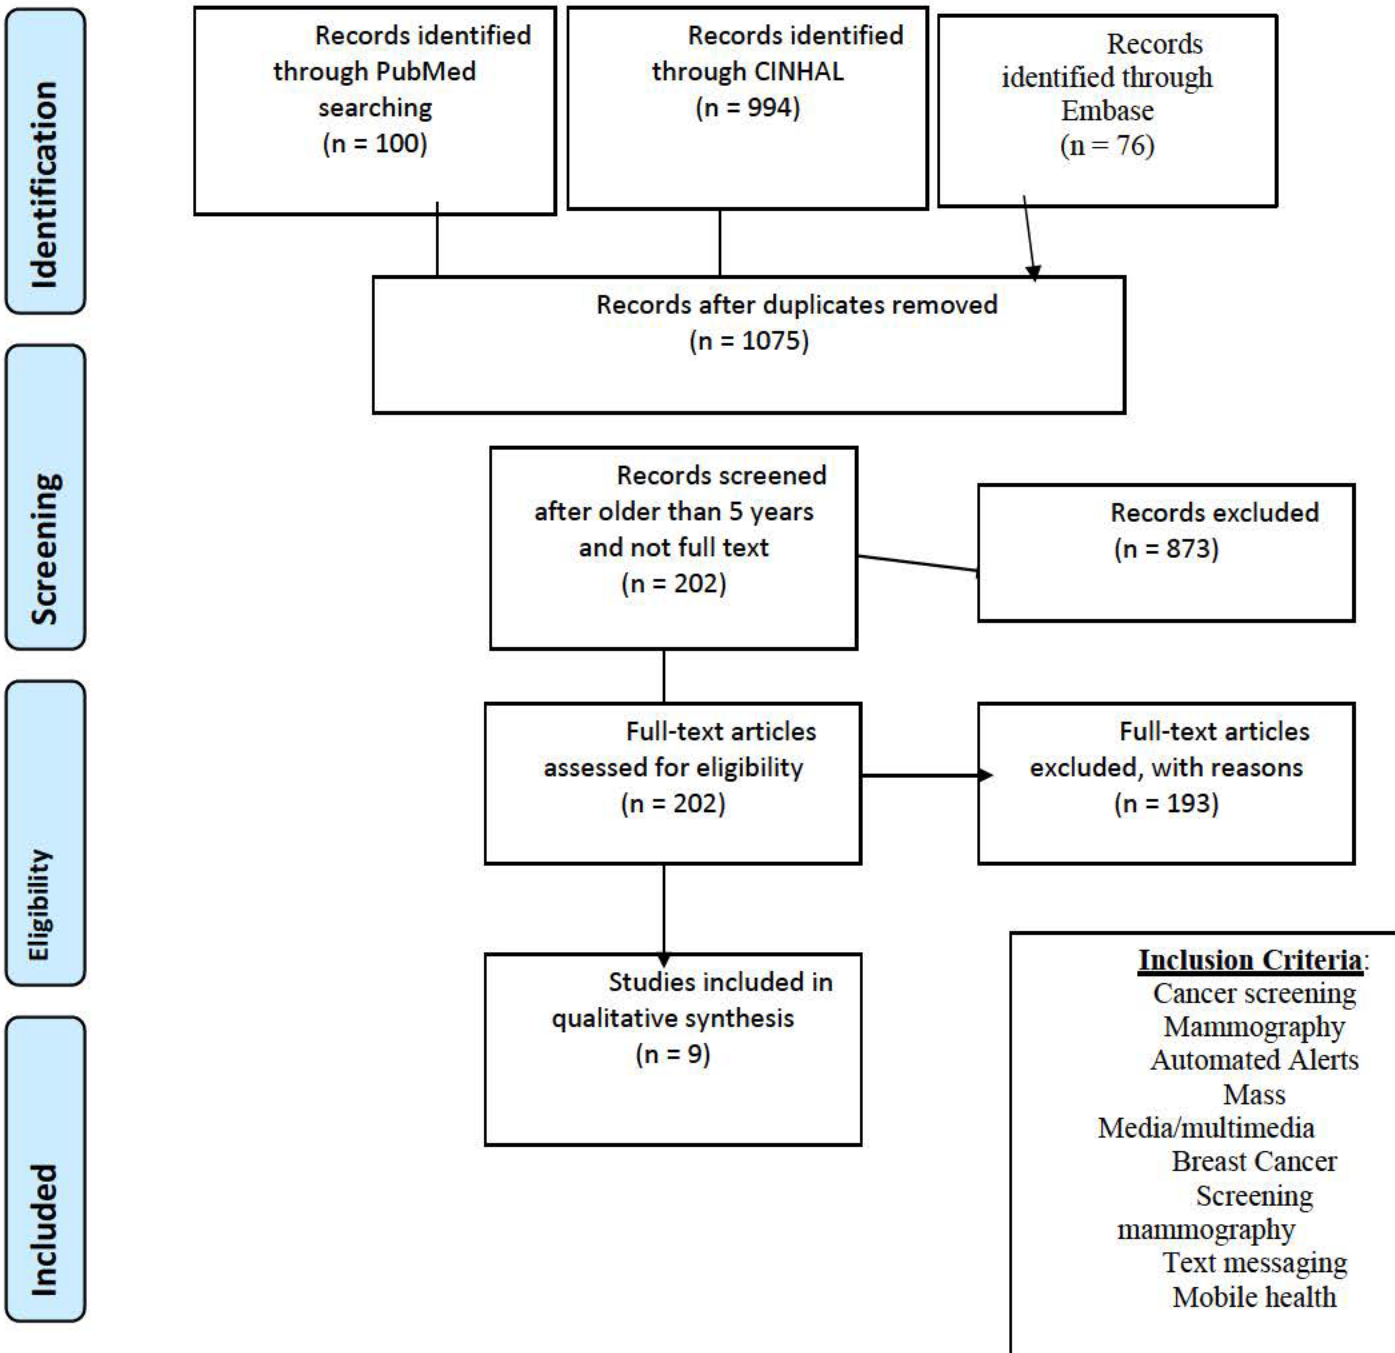 Identification
Records identified
through PubMed
searching
(n = 100)
Records identified
through CINHAL
(n = 994)
Records
identified through
Embase
(n = 76)
Records after duplicates removed
(n = 1075)
Screening
Records screened
after older than 5 years
and not full text
(n = 202)
Records excluded
(n = 873)
Eligibility
Full-text articles
assessed for eligibility
(n = 202)
Full-text articles
excluded, with reasons
(n = 193)
Included
Studies included in
qualitative synthesis
(n = 9)
Inclusion Criteria:
Cancer screening
Mammography
Automated Alerts
Mass
Media/multimedia
Breast Cancer
Screening
mammography
Text messaging
Mobile health